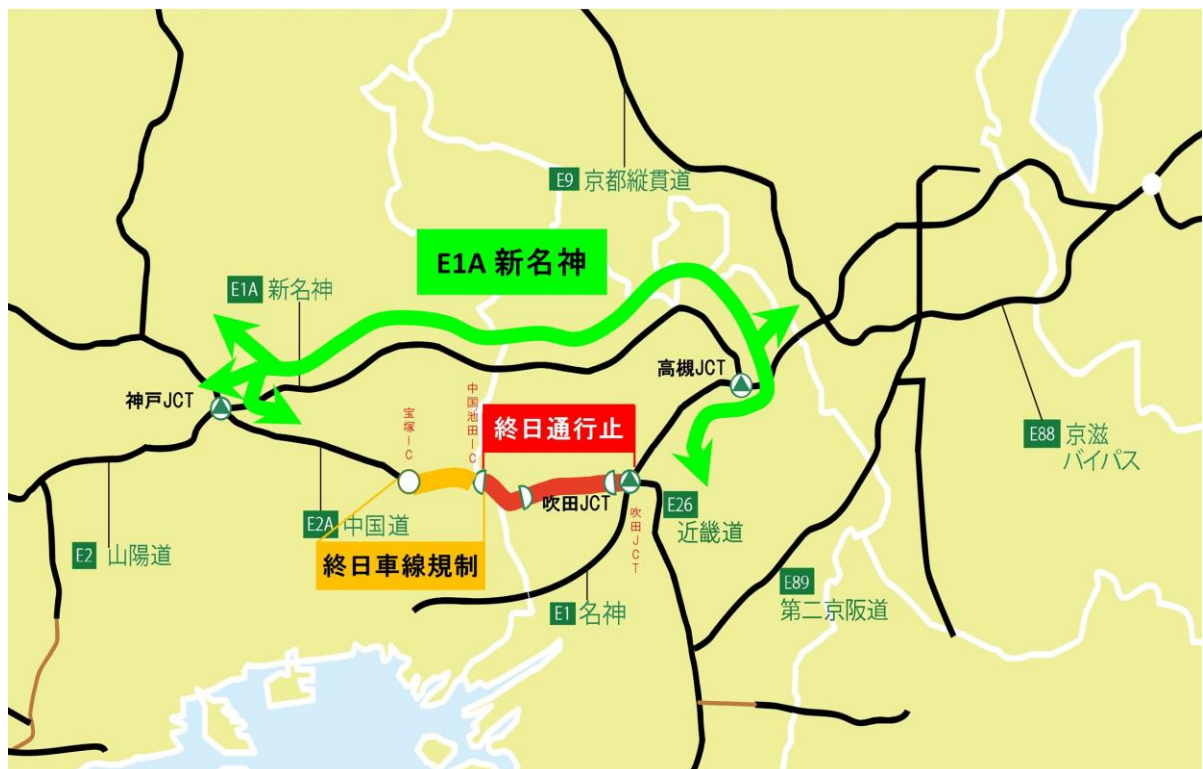 E9 京都縦貫道
E1A 新名神
E1A 新名神
高槻JCT
神戸JCT
宝塚IC
中国池田IC
終日通行止
E88 京滋
バイパス
吹田JCT
E26
近畿道
吹田JCT
E2A 中国道
E2 山陽道
終日車線規制
E89
第二京阪道
E1 名神